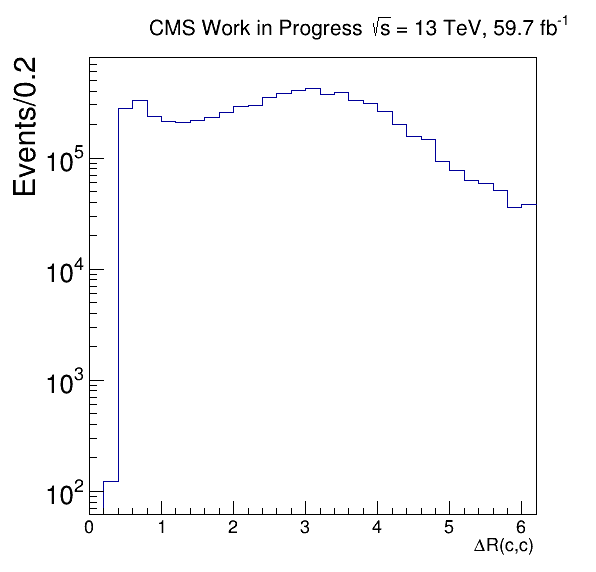 CMS Work in Progress √s = 13 TeV, 59.7 fb⁻¹
Events/0.2
10⁵
10⁴
10³
10²
0 1 2 3 4 5 6
ΔR(c,c)